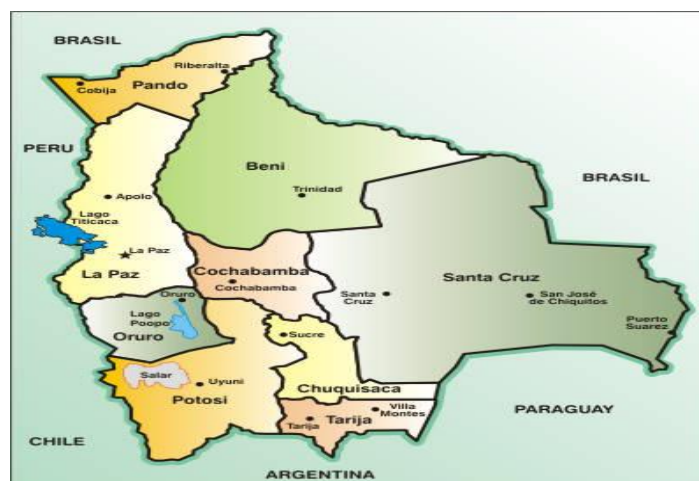 BRASIL
Riberalta
Cobija
Pando
PERU
Beni
BRASIL
Apolo
Trinidad
Lago
Titicaca
La Paz
La Paz
Cochabamba
Cochabamba
Santa Cruz
Santa
Cruz
San José
de Chiquitos
Oruro
Lago
Poopo
Oruro
Puerto
Suarez
Sucre
Salar
Uyuni
Potosi
Chuquisaca
Villa
Montes
Tarija
Tarija
PARAGUAY
CHILE
ARGENTINA